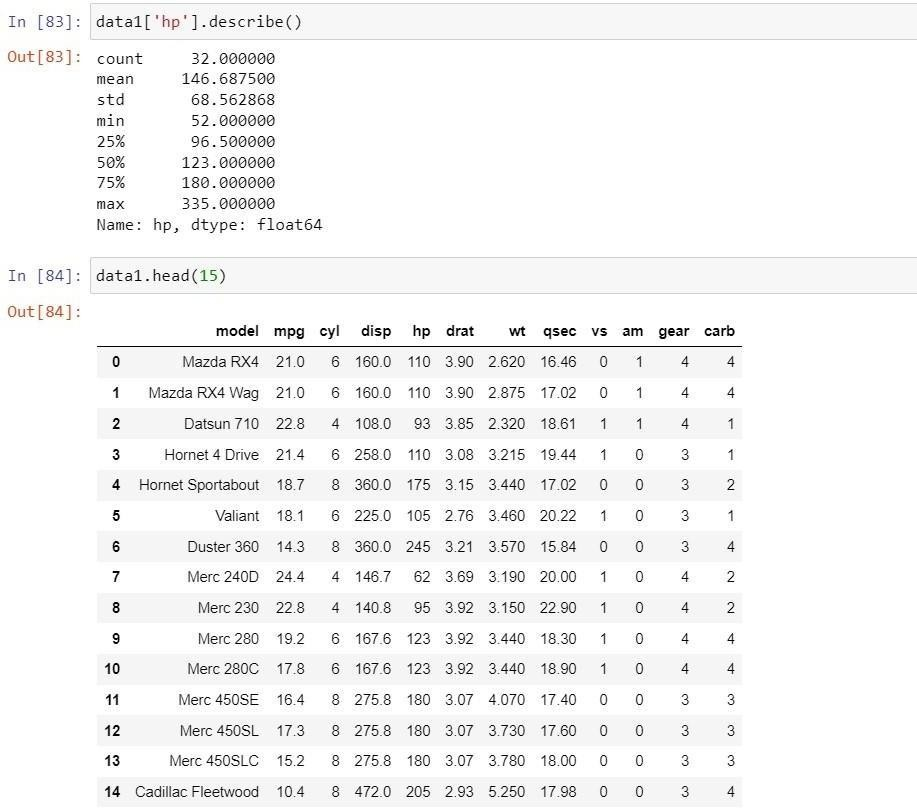 In [83]: data1['hp'].describe()
Out[83]: count 32.000000
mean 146.687500
std 68.562868
min 52.000000
25% 96.500000
50% 123.000000
75% 180.000000
max 335.000000
Name: hp, dtype: float64
In [84]: data1.head(15)
Out[84]:
model mpg cyl disp hp drat wt qsec vs am gear carb
0 Mazda RX4 21.0 6 160.0 110 3.90 2.620 16.46 0 1 4 4
1 Mazda RX4 Wag 21.0 6 160.0 110 3.90 2.875 17.02 0 1 4 4
2 Datsun 710 22.8 4 108.0 93 3.85 2.320 18.61 1 1 4 1
3 Hornet 4 Drive 21.4 6 258.0 110 3.08 3.215 19.44 1 0 3 1
4 Hornet Sportabout 18.7 8 360.0 175 3.15 3.440 17.02 0 0 3 2
5 Valiant 18.1 6 225.0 105 2.76 3.460 20.22 1 0 3 1
6 Duster 360 14.3 8 360.0 245 3.21 3.570 15.84 0 0 3 4
7 Merc 240D 24.4 4 146.7 62 3.69 3.190 20.00 1 0 4 2
8 Merc 230 22.8 4 140.8 95 3.92 3.150 22.90 1 0 4 2
9 Merc 280 19.2 6 167.6 123 3.92 3.440 18.30 1 0 4 4
10 Merc 280C 17.8 6 167.6 123 3.92 3.440 18.90 1 0 4 4
11 Merc 450SE 16.4 8 275.8 180 3.07 4.070 17.40 0 0 3 3
12 Merc 450SL 17.3 8 275.8 180 3.07 3.730 17.60 0 0 3 3
13 Merc 450SLC 15.2 8 275.8 180 3.07 3.780 18.00 0 0 3 3
14 Cadillac Fleetwood 10.4 8 472.0 205 2.93 5.250 17.98 0 0 3 4